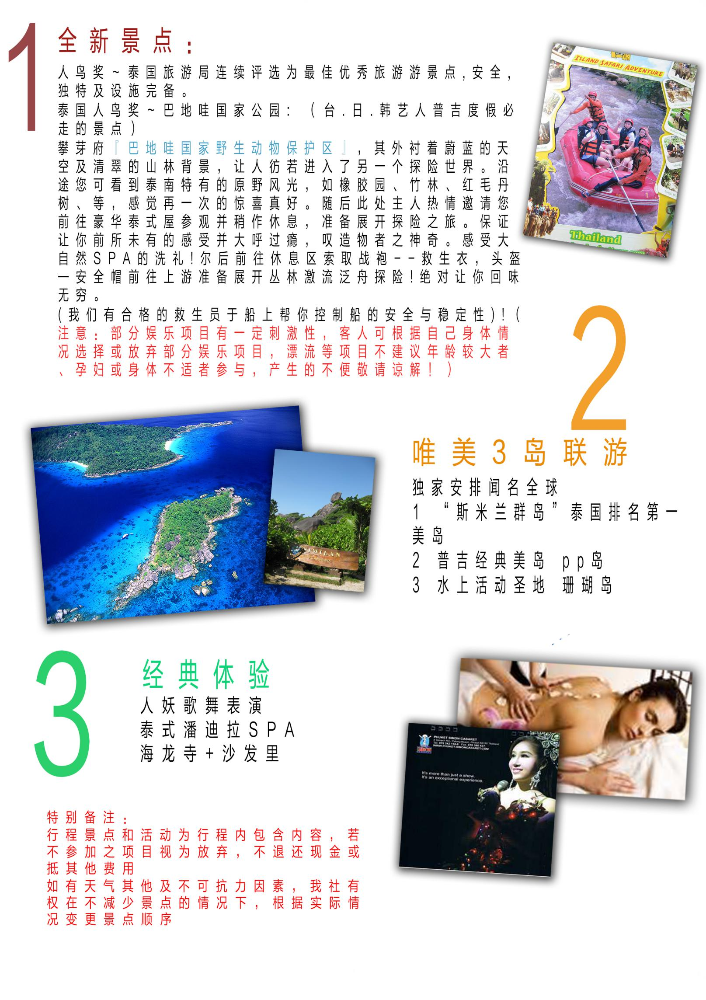 1
全新景点：
人鸟奖~泰国旅游局连续评选为最佳优秀旅游游景点,安全,
独特及设施完备。
泰国人鸟奖~巴地哇国家公园：（台.日.韩艺人普吉度假必
走的景点)
攀芽府『巴地哇国家野生动物保护区』，其外衬着蔚蓝的天
空及清翠的山林背景，让人彷若进入了另一个探险世界。沿
途您可看到泰南特有的原野风光，如橡胶园、竹林、红毛丹
树、等，感觉再一次的惊喜真好。随后此处主人热情邀请您
前往豪华泰式屋参观并稍作休息，准备展开探险之旅。保证
让你前所未有的感受并大呼过瘾，叹造物者之神奇。感受大
自然SPA的洗礼!尔后前往休息区索取战袍--救生衣，头盔
一安全帽前往上游准备展开丛林激流泛舟探险!绝对让你回味
无穷。
(我们有合格的救生员于船上帮你控制船的安全与稳定性)!(
注意：部分娱乐项目有一定刺激性，客人可根据自己身体情
况选择或放弃部分娱乐项目，漂流等项目不建议年龄较大者
、孕妇或身体不适者参与，产生的不便敬请谅解！)
ISLAND SAFARI ADVENTURE
Thailand
2
唯美3岛联游
独家安排闻名全球
1 “斯米兰群岛”泰国排名第一
美岛
2 普吉经典美岛 pp岛
3 水上活动圣地 珊瑚岛
SIMILAN
THAILAND
3
经典体验
人妖歌舞表演
泰式潘迪拉SPA
海龙寺+沙发里
PHUKET SIMON CABARET
Tel. 076 342 114-6 Fax. 076 340 437
WWW.PHUKET-SIMONCABARET.COM
It's more than just a show.
It's an exceptional experience.
特别备注：
行程景点和活动为行程内包含内容，若
不参加之项目视为放弃，不退还现金或
抵其他费用
如有天气其他及不可抗力因素，我社有
权在不减少景点的情况下，根据实际情
况变更景点顺序